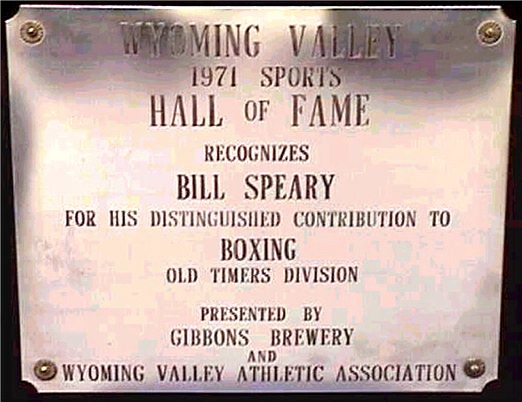 WYOMING VALLEY
1971 SPORTS
HALL OF FAME
RECOGNIZES
BILL SPEARY
FOR HIS DISTINGUISHED CONTRIBUTION TO
BOXING
OLD TIMERS DIVISION
PRESENTED BY
GIBBONS BREWERY
AND
WYOMING VALLEY ATHLETIC ASSOCIATION